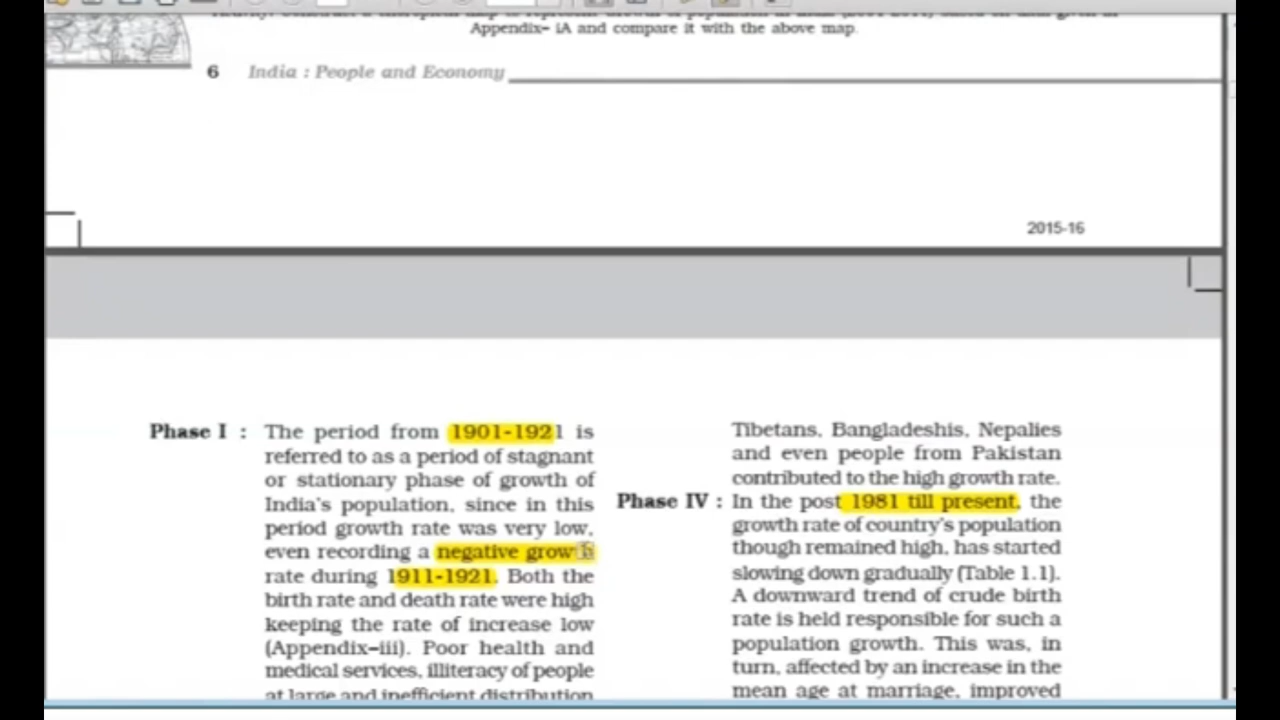 Appendix– iA and compare it with the above map.
6 India : People and Economy
2015-16
Phase I : The period from 1901-1921 is
referred to as a period of stagnant
or stationary phase of growth of
India's population, since in this
period growth rate was very low,
even recording a negative growth
rate during 1911-1921. Both the
birth rate and death rate were high
keeping the rate of increase low
(Appendix–iii). Poor health and
medical services, illiteracy of people
at large and inefficient distribution
Tibetans, Bangladeshis, Nepalies
and even people from Pakistan
contributed to the high growth rate.
Phase IV : In the post 1981 till present, the
growth rate of country's population
though remained high, has started
slowing down gradually (Table 1.1).
A downward trend of crude birth
rate is held responsible for such a
population growth. This was, in
turn, affected by an increase in the
mean age at marriage, improved